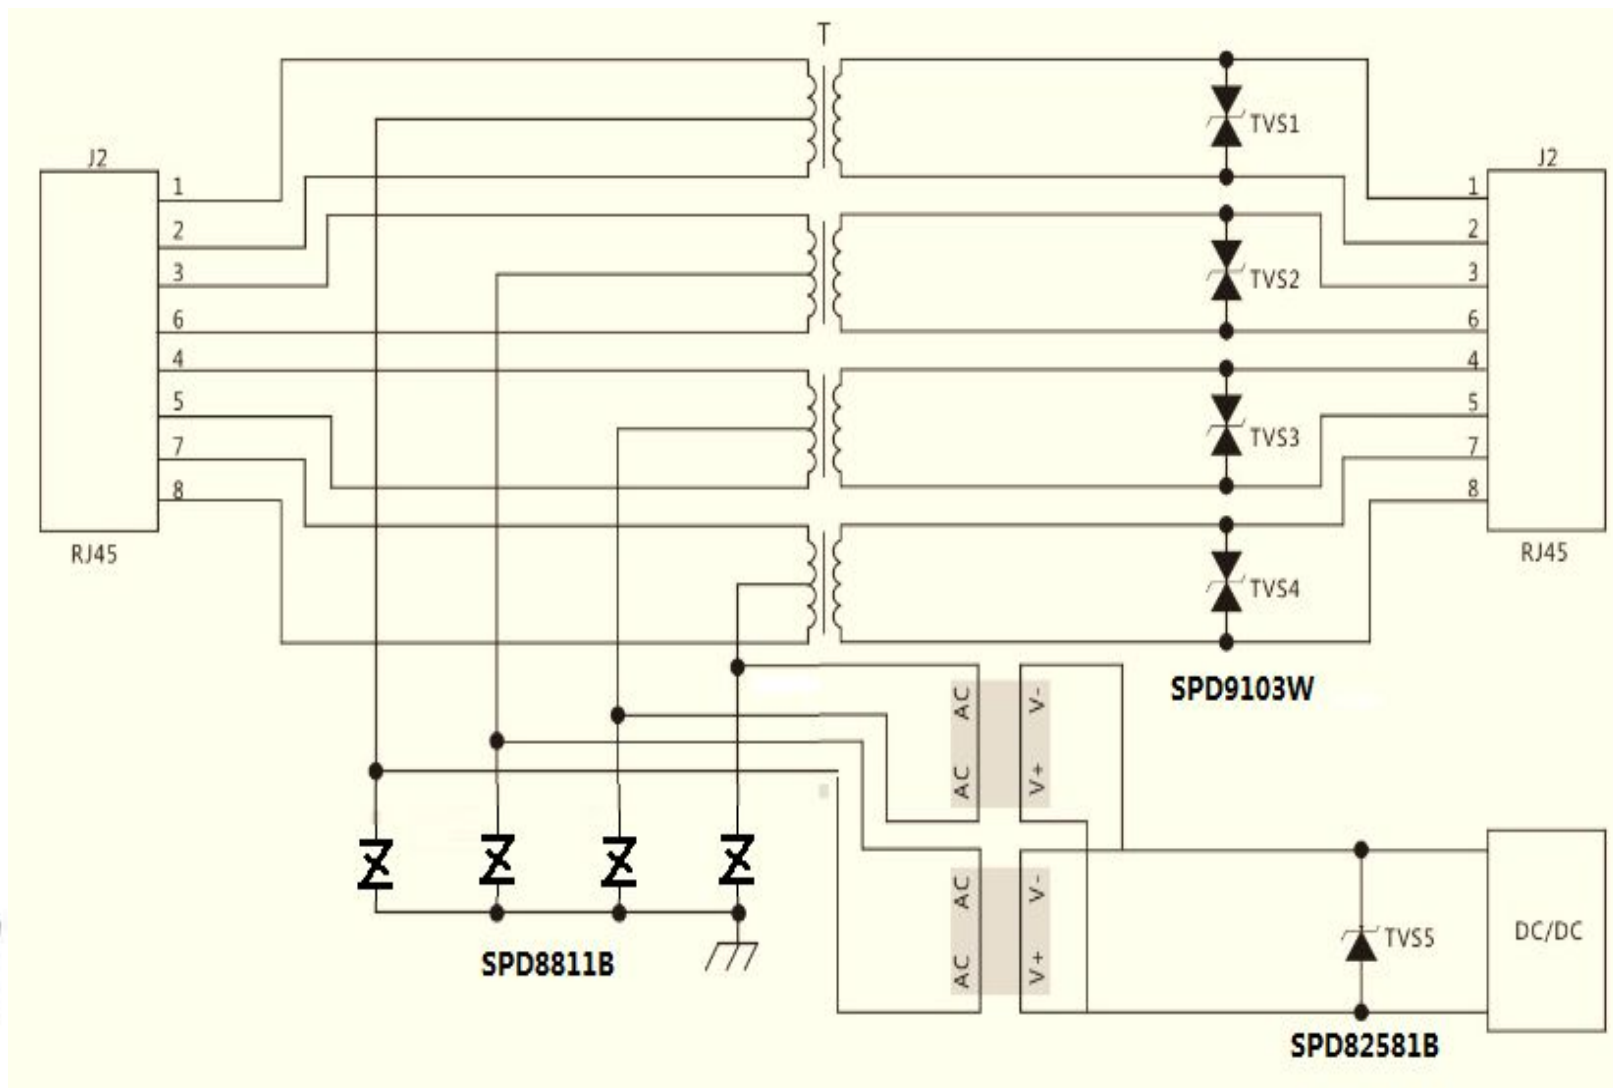 T
J2
1
2
3
6
4
5
7
8
RJ45
TVS1
TVS2
TVS3
TVS4
J2
1
2
3
6
4
5
7
8
RJ45
SPD9103W
AC
AC
V-
V+
AC
AC
V-
V+
SPD8811B
TVS5
DC/DC
SPD82581B